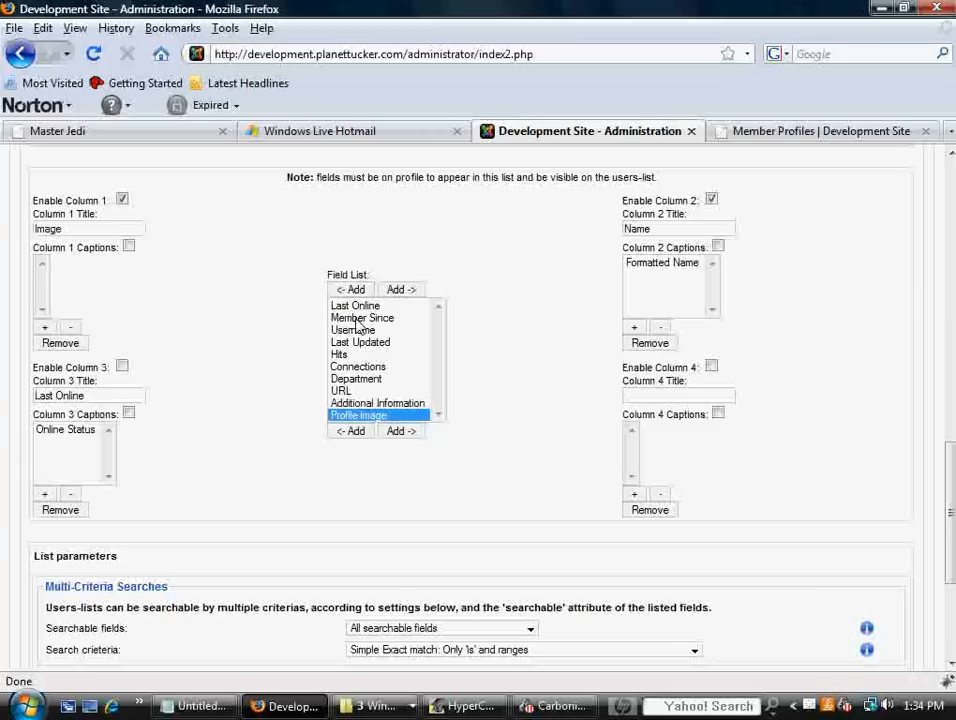 Development Site - Administration - Mozilla Firefox
File Edit View History Bookmarks Tools Help
http://development.planettucker.com/administrator/index2.php
Google
Most Visited Getting Started Latest Headlines
Norton Expired
Master Jedi
Windows Live Hotmail
Development Site - Administration
Member Profiles | Development Site
Note: fields must be on profile to appear in this list and be visible on the users-list.
Enable Column 1:
Column 1 Title:
Image
Column 1 Captions:
+ -
Remove
Enable Column 2:
Column 2 Title:
Name
Column 2 Captions:
Formatted Name
+ -
Remove
Field List:
<- Add Add ->
Last Online
Member Since
Username
Last Updated
Hits
Connections
Department
URL
Additional Information
Profile Image
<- Add Add ->
Enable Column 3:
Column 3 Title:
Last Online
Column 3 Captions:
Online Status
+ -
Remove
Enable Column 4:
Column 4 Title:
Column 4 Captions:
+ -
Remove
List parameters
Multi-Criteria Searches
Users-lists can be searchable by multiple criterias, according to settings below, and the 'searchable' attribute of the listed fields.
Searchable fields: All searchable fields
Search crieteria: Simple Exact match: Only 'is' and ranges
Done
Untitled... Develop... 3 Win... HyperC... Carbonı... Yahoo! Search 1:34 PM